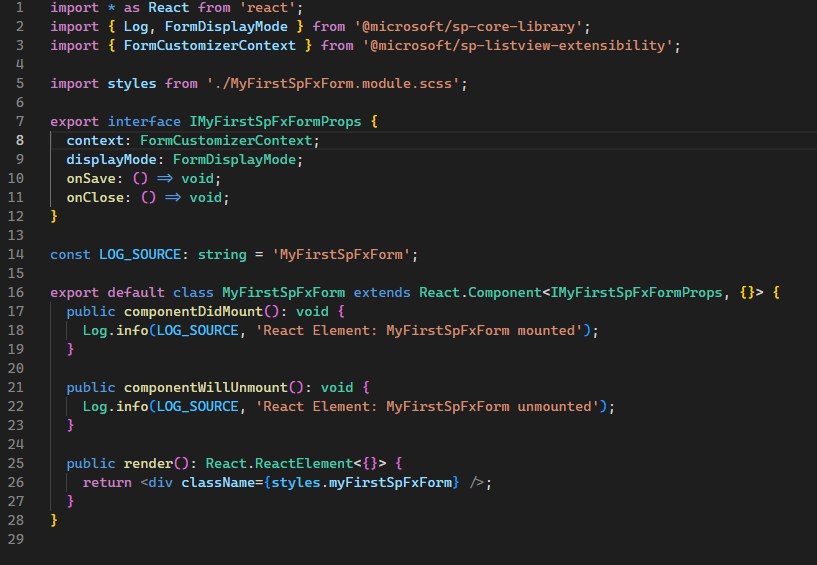 1 import * as React from 'react';
2 import { Log, FormDisplayMode } from '@microsoft/sp-core-library';
3 import { FormCustomizerContext } from '@microsoft/sp-listview-extensibility';
4
5 import styles from './MyFirstSpFxForm.module.scss';
6
7 export interface IMyFirstSpFxFormProps {
8   context: FormCustomizerContext;
9   displayMode: FormDisplayMode;
10   onSave: () => void;
11   onClose: () => void;
12 }
13
14 const LOG_SOURCE: string = 'MyFirstSpFxForm';
15
16 export default class MyFirstSpFxForm extends React.Component<IMyFirstSpFxFormProps, {}> {
17   public componentDidMount(): void {
18     Log.info(LOG_SOURCE, 'React Element: MyFirstSpFxForm mounted');
19   }
20
21   public componentWillUnmount(): void {
22     Log.info(LOG_SOURCE, 'React Element: MyFirstSpFxForm unmounted');
23   }
24
25   public render(): React.ReactElement<{}> {
26     return <div className={styles.myFirstSpFxForm} />;
27   }
28 }
29